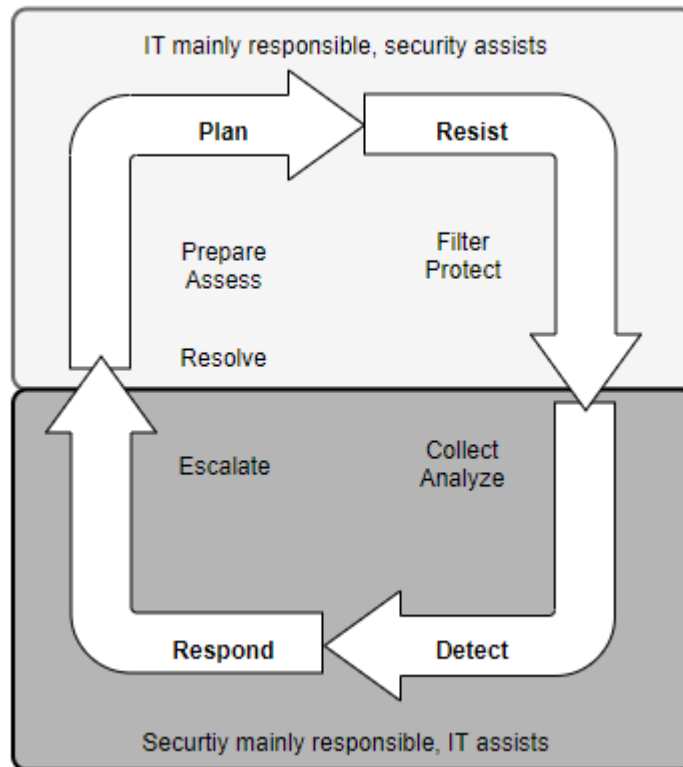 IT mainly responsible, security assists
Plan
Resist
Prepare
Assess
Filter
Protect
Resolve
Escalate
Collect
Analyze
Respond
Detect
Securtiy mainly responsible, IT assists